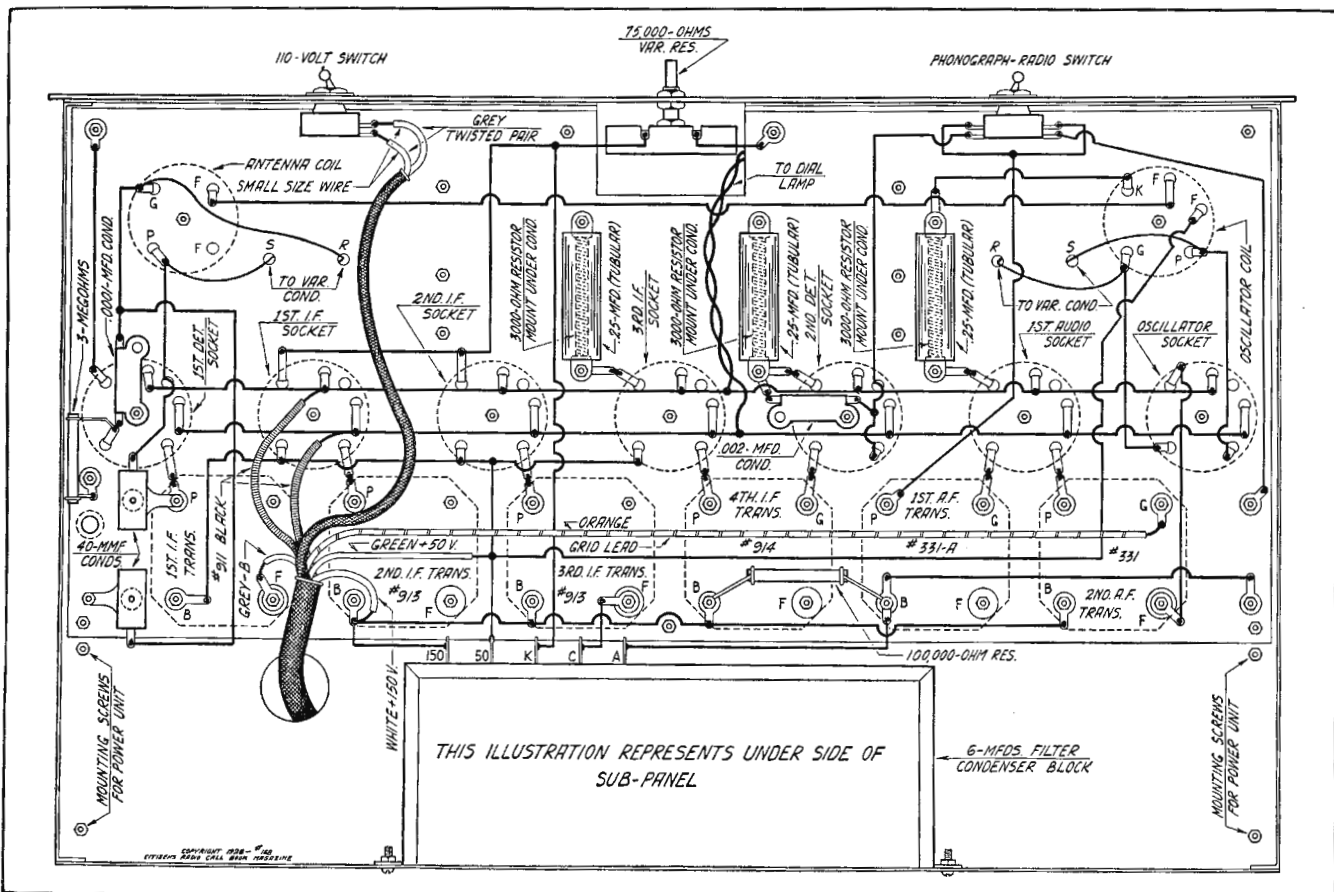 75,000-OHMS
VAR. RES.
110-VOLT SWITCH
PHONOGRAPH-RADIO SWITCH
GREY
TWISTED PAIR
ANTENNA COIL
SMALL SIZE WIRE
TO DIAL
LAMP
F
G
P
F
S
R
TO VAR.
COND.
K
F
F
G
P
R
S
TO VAR. COND.
OSCILLATOR COIL
3-MEGOHMS
.0001-MFD. COND.
1ST. DET.
SOCKET
1ST. I.F.
SOCKET
2ND. I.F.
SOCKET
3000-OHM RESISTOR
MOUNT UNDER COND.
.25-MFD. (TUBULAR)
3RD. I.F.
SOCKET
3000-OHM RESISTOR
MOUNT UNDER COND.
.25-MFD. (TUBULAR)
2ND DET.
SOCKET
3000-OHM RESISTOR
MOUNT UNDER COND.
.25-MFD. (TUBULAR)
1ST. AUDIO
SOCKET
OSCILLATOR
SOCKET
.002-MFD.
COND.
P
P
P
P
G
P
G
P
G
4TH. I.F.
TRANS.
1ST. A.F.
TRANS.
ORANGE
GREEN+50 V.
GRID LEAD
#914
#331-A
#331
40-MMF
CONDS.
1ST. I.F.
TRANS.
#911 BLACK
GREY-B
B
F
B
2ND. I.F. TRANS.
#913
F
3RD. I.F. TRANS.
#913
B
F
B
F
B
F
B
2ND. A.F.
TRANS.
F
WHITE+150 V.
150
50
K
C
A
100,000-OHM RES.
MOUNTING SCREWS
FOR POWER UNIT
THIS ILLUSTRATION REPRESENTS UNDER SIDE OF
SUB-PANEL
6-MFDS. FILTER
CONDENSER BLOCK
MOUNTING SCREWS
FOR POWER UNIT
CITIZENS RADIO CALL BOOK MAGAZINE